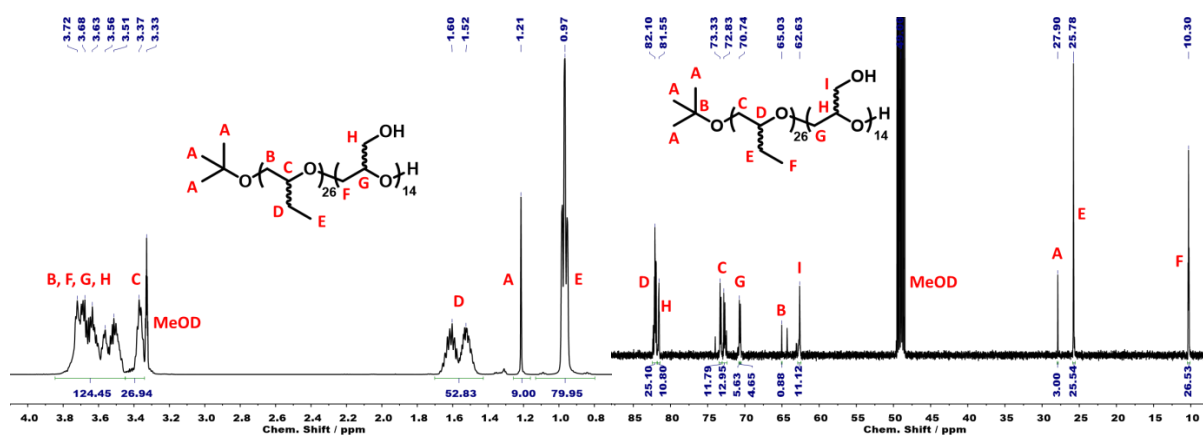 3.72
3.68
3.63
3.56
3.51
3.37
3.33
1.60
1.52
1.21
0.97
A
A
A
O
B
C
D
E
O
26
F
G
H
OH
O
H
14
B, F, G, H
C
MeOD
D
A
E
124.45
26.94
52.83
9.00
79.95
4.0 3.8 3.6 3.4 3.2 3.0 2.8 2.6 2.4 2.2 2.0 1.8 1.6 1.4 1.2 1.0 0.8
Chem. Shift / ppm
82.10
81.55
73.33
72.83
70.74
65.03
62.63
27.90
25.78
10.30
A
A
A
B
O
C
D
E
F
O
26
G
H
I
OH
O
H
14
D
H
C
G
B
I
MeOD
A
E
F
25.10
10.80
11.79
12.95
5.63
4.65
0.88
11.12
3.00
25.54
26.53
85 80 75 70 65 60 55 50 45 40 35 30 25 20 15 10
Chem. Shift / ppm